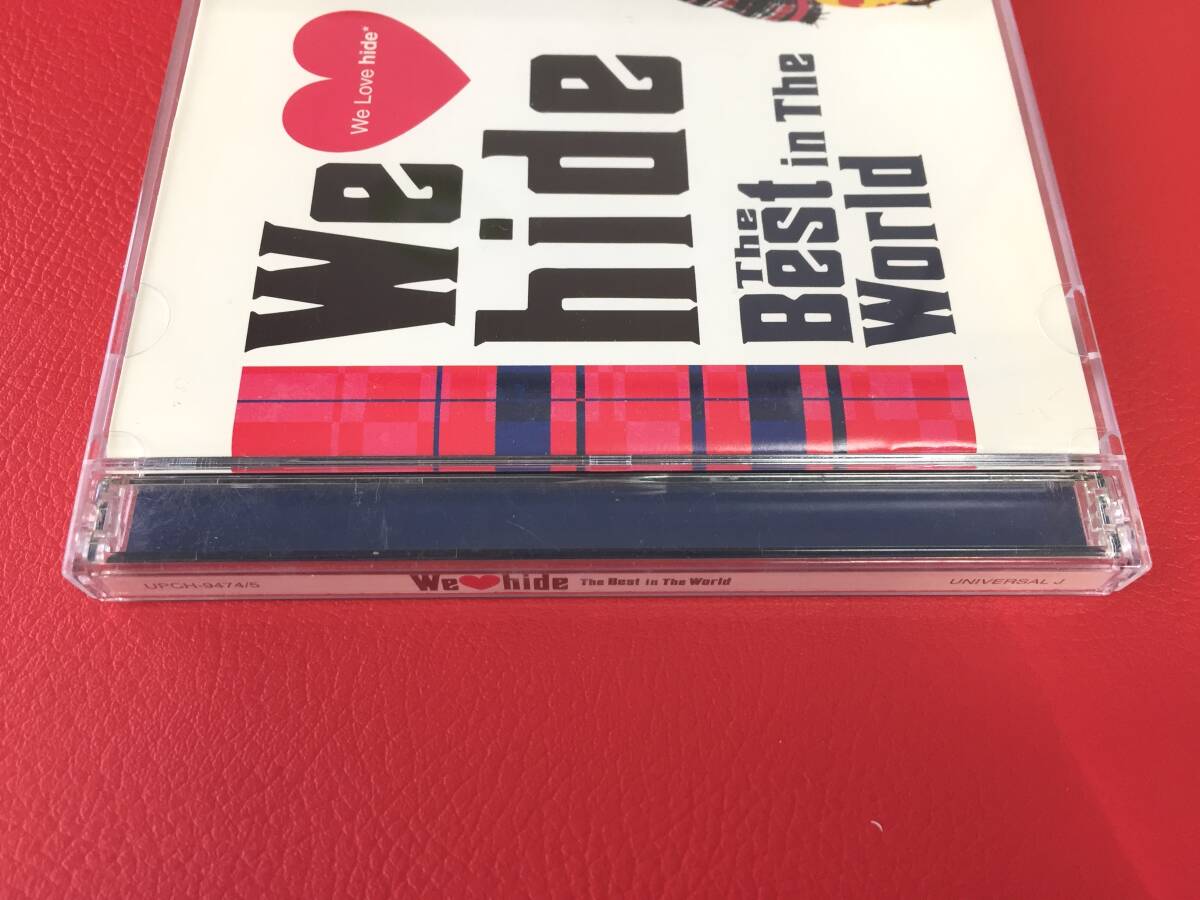 We
We Love hide*
hide
The
Best in The
World
UPCH-9474/5
We♥hide The Best in The World
UNIVERSAL J